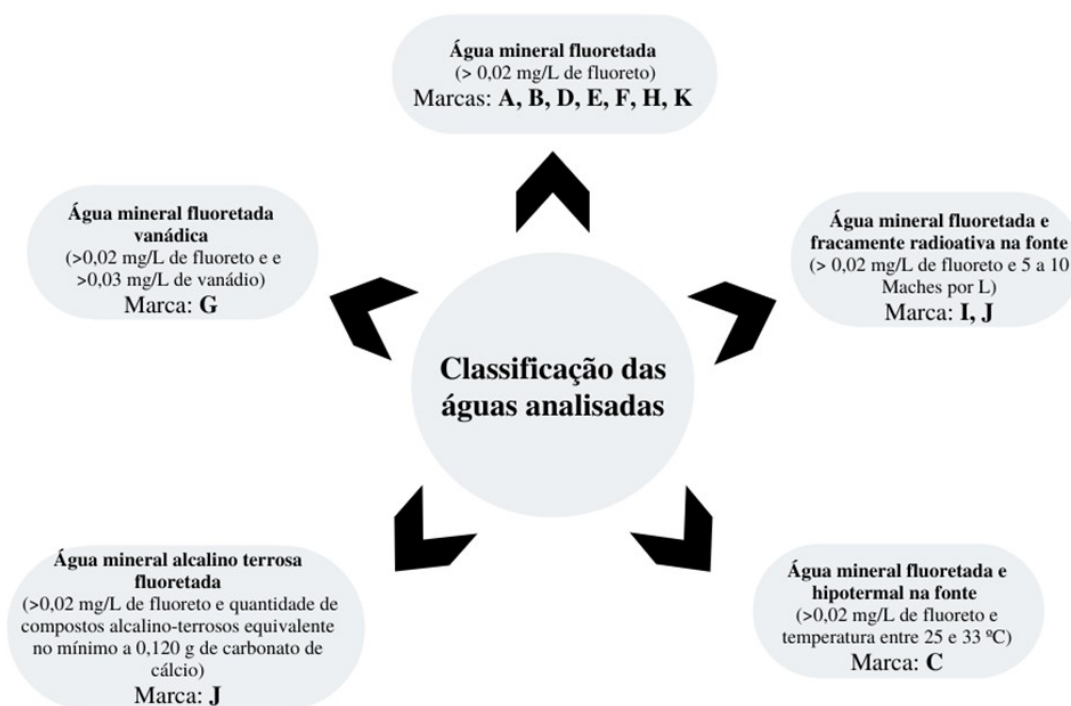 Água mineral fluoretada
(> 0,02 mg/L de fluoreto)
Marcas: A, B, D, E, F, H, K
Água mineral fluoretada
vanádica
(>0,02 mg/L de fluoreto e e
>0,03 mg/L de vanádio)
Marca: G
Água mineral fluoretada e
fracamente radioativa na fonte
(> 0,02 mg/L de fluoreto e 5 a 10
Maches por L)
Marca: I, J
Classificação das
águas analisadas
Água mineral alcalino terrosa
fluoretada
(>0,02 mg/L de fluoreto e quantidade de
compostos alcalino-terrosos equivalente
no mínimo a 0,120 g de carbonato de
cálcio)
Marca: J
Água mineral fluoretada e
hipotermal na fonte
(>0,02 mg/L de fluoreto e
temperatura entre 25 e 33 ºC)
Marca: C